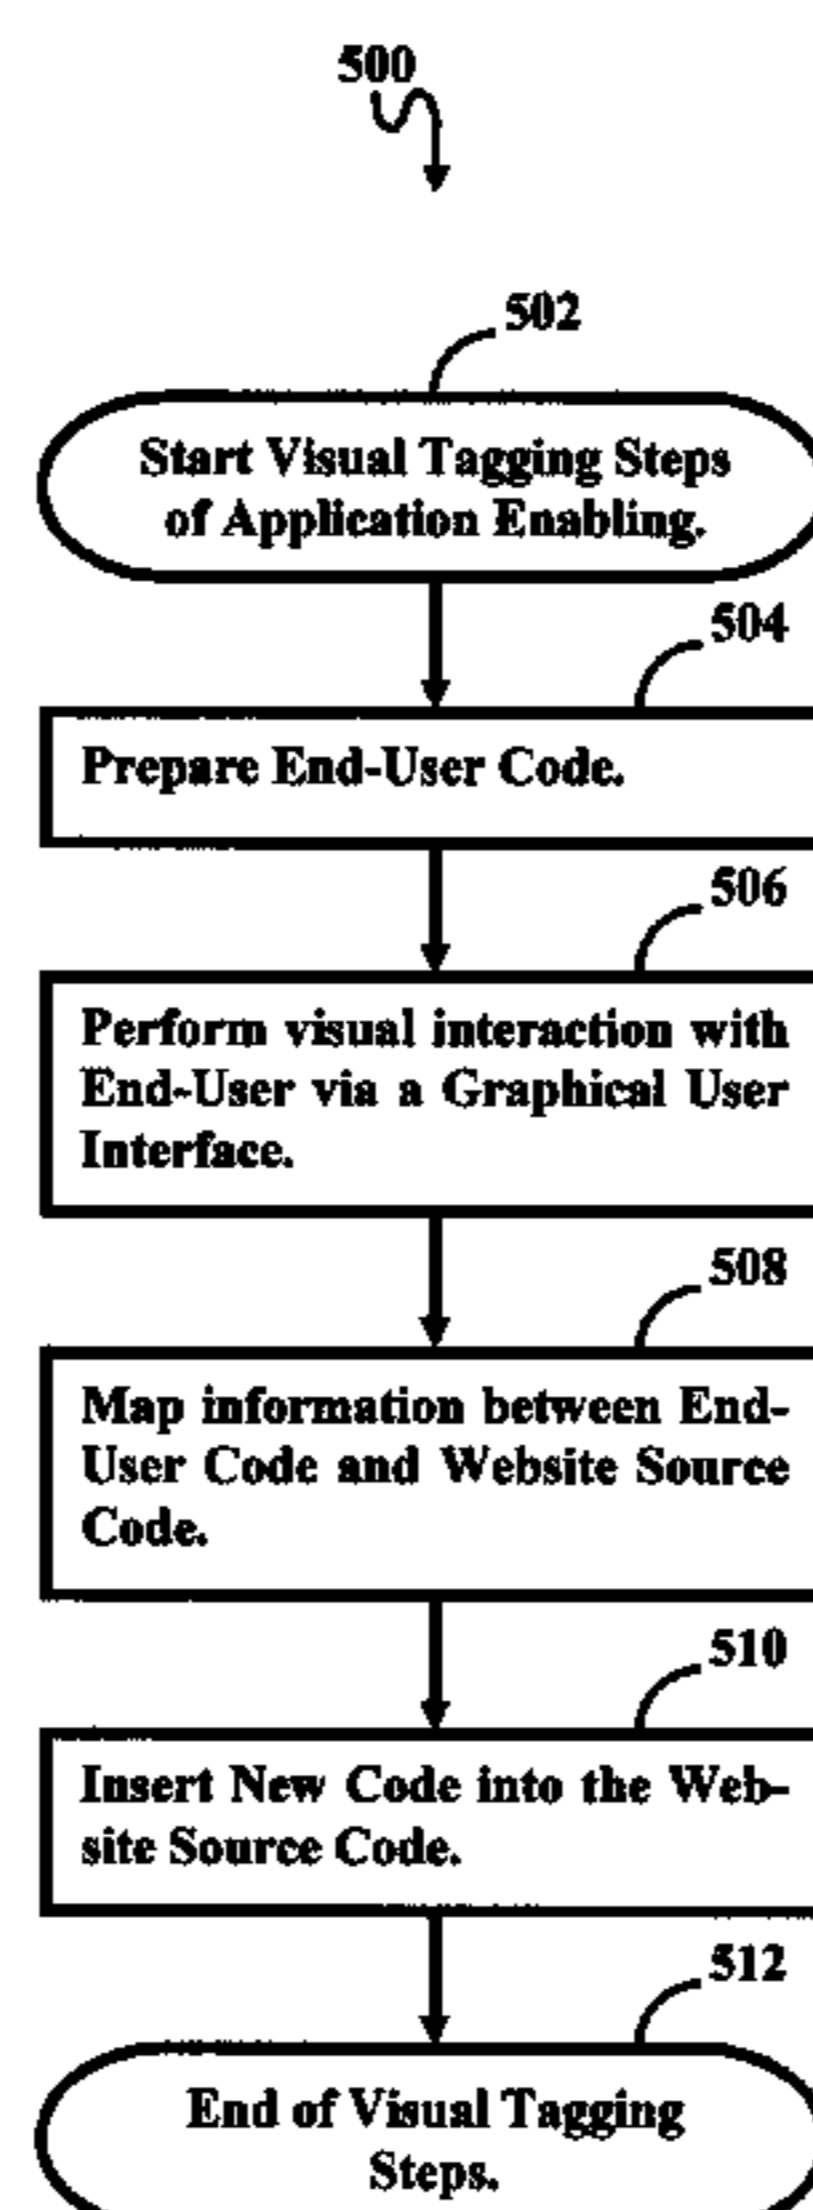 500
502
Start Visual Tagging Steps
of Application Enabling.
504
Prepare End-User Code.
506
Perform visual interaction with
End-User via a Graphical User
Interface.
508
Map information between End-
User Code and Website Source
Code.
510
Insert New Code into the Web-
site Source Code.
512
End of Visual Tagging
Steps.